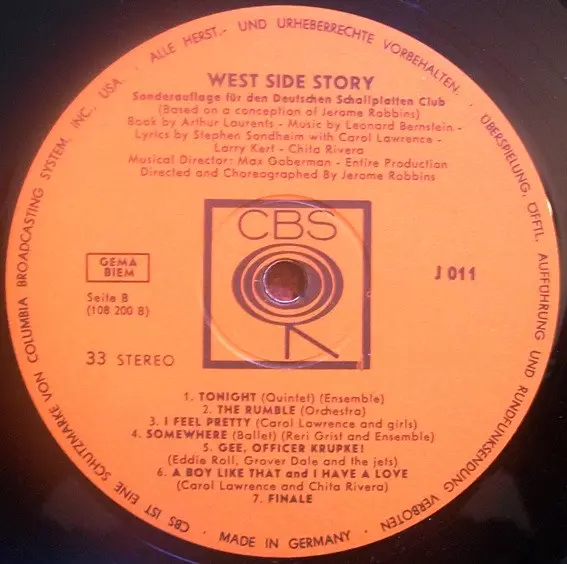 WEST SIDE STORY
Sonderauflage für den Deutschen Schallplatten Club
(Based on a conception of Jerome Robbins)
Book by Arthur Laurents - Music by Leonard Bernstein -
Lyrics by Stephen Sondheim with Carol Lawrence -
Larry Kert - Chita Rivera
Musical Director: Max Goberman - Entire Production
Directed and Choreographed By Jerome Robbins
CBS
GEMA
BIEM
J 011
Seite B
(108 200 B)
33 STEREO
1. TONIGHT (Quintet) (Ensemble)
2. THE RUMBLE (Orchestra)
3. I FEEL PRETTY (Carol Lawrence and girls)
4. SOMEWHERE (Ballet) (Reri Grist and Ensemble)
5. GEE, OFFICER KRUPKE!
(Eddie Roll, Grover Dale and the jets)
6. A BOY LIKE THAT and I HAVE A LOVE
(Carol Lawrence and Chita Rivera)
7. FINALE
CBS IST EINE SCHUTZMARKE VON COLUMBIA BROADCASTING SYSTEM, INC., USA. · ALLE HERST.- UND URHEBERRECHTE VORBEHALTEN. · ÜBERSPIELUNG, ÖFFTL. AUFFÜHRUNG UND RUNDFUNKSENDUNG VERBOTEN · MADE IN GERMANY ·